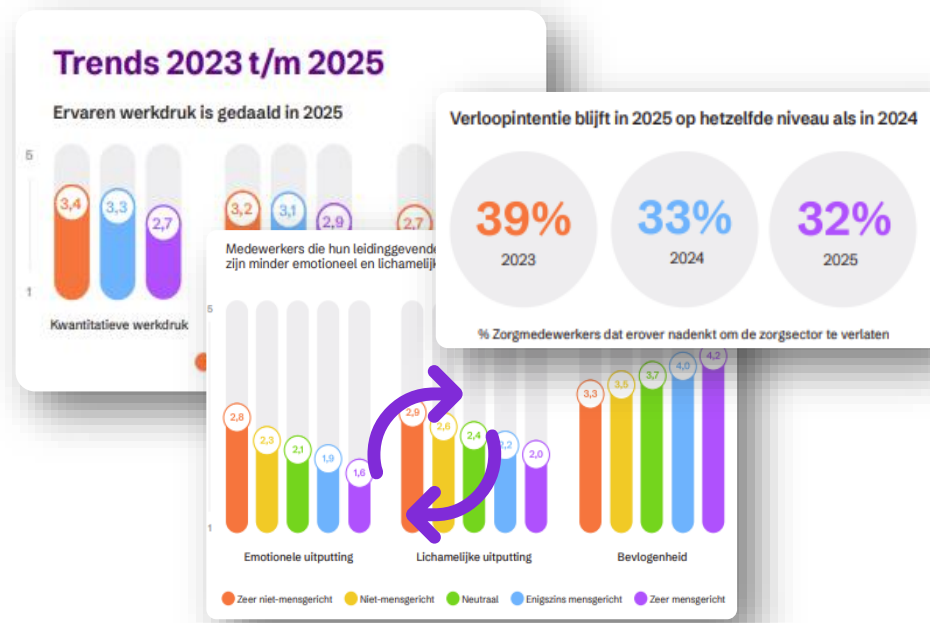 Trends 2023 t/m 2025
Ervaren werkdruk is gedaald in 2025
5
3,4
3,3
2,7
3,2
3,1
2,9
2,7
1
Kwantitatieve werkdruk
Verloopintentie blijft in 2025 op hetzelfde niveau als in 2024
39%
2023
33%
2024
32%
2025
% Zorgmedewerkers dat erover nadenkt om de zorgsector te verlaten
Medewerkers die hun leidinggevende
zijn minder emotioneel en lichamelijk
5
2,8
2,3
2,1
1,9
1,6
2,9
2,6
2,4
2,2
2,0
3,3
3,5
3,7
4,0
4,2
1
Emotionele uitputting
Lichamelijke uitputting
Bevlogenheid
Zeer niet-mensgericht
Niet-mensgericht
Neutraal
Enigszins mensgericht
Zeer mensgericht